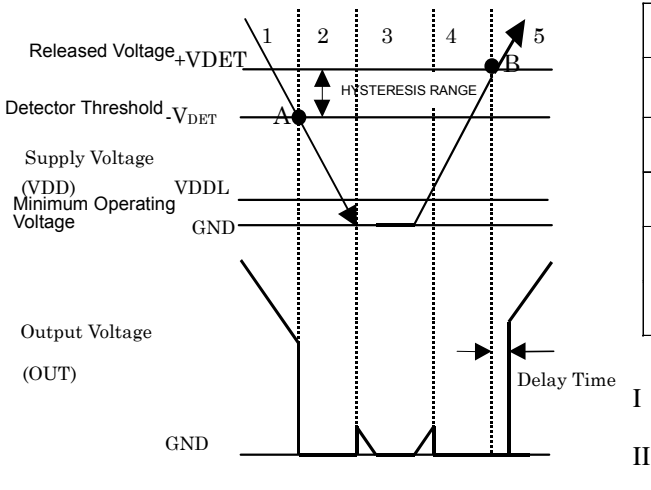 1 2 3 4 5
Released Voltage +VDET
B
HYSTERESIS RANGE
Detector Threshold -VDET
A
Supply Voltage
(VDD) VDDL
Minimum Operating
Voltage
GND
Output Voltage
(OUT)
Delay Time
I
GND
II